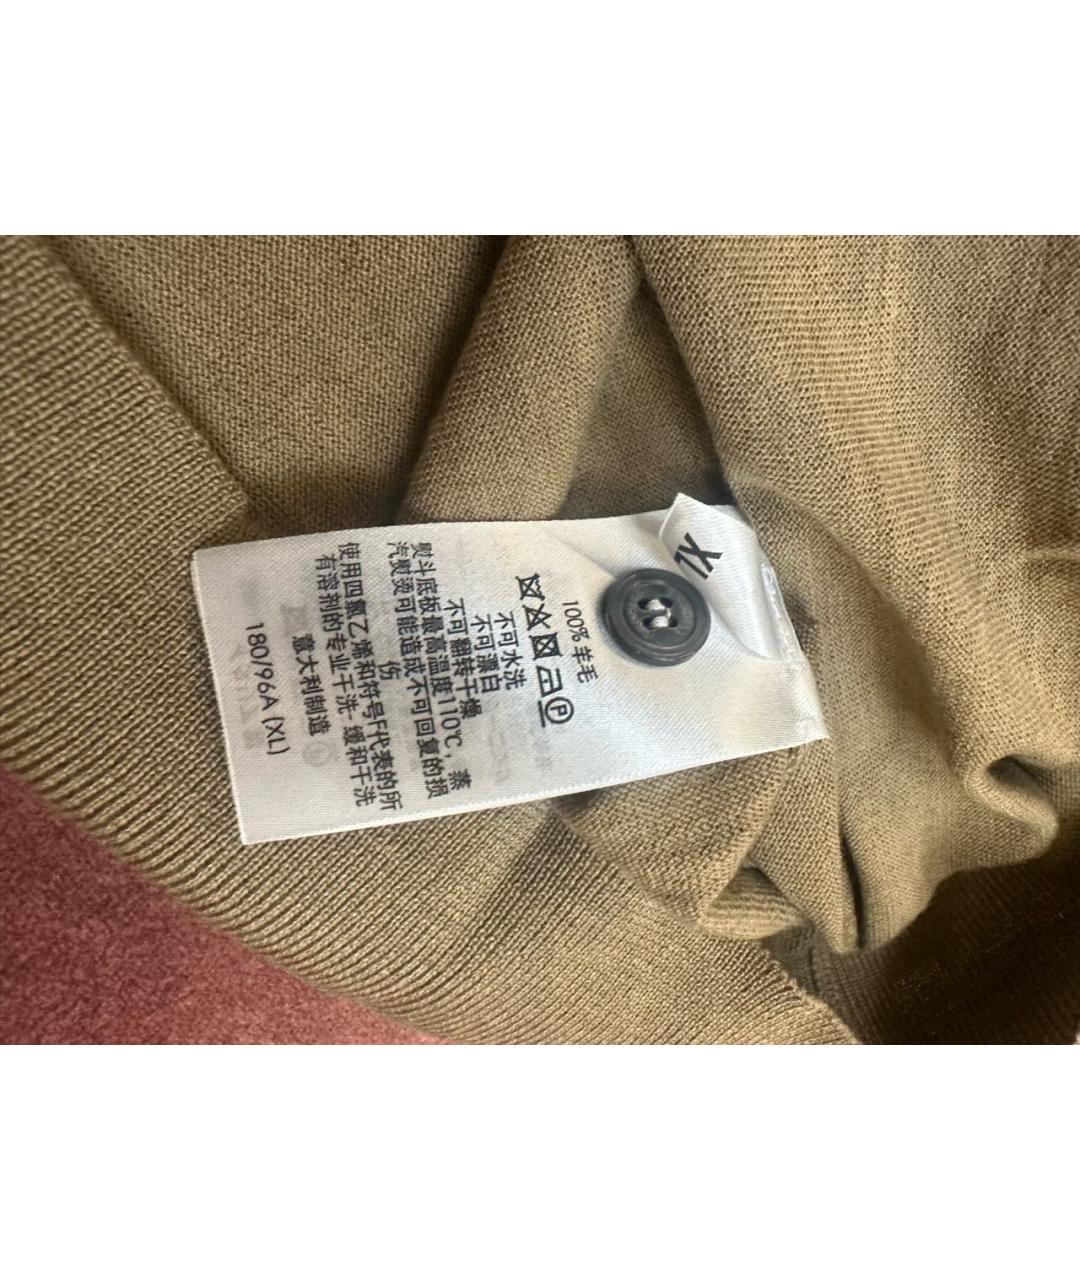 XL
100% 羊毛
不可水洗
不可漂白
不可翻转干燥
熨斗底板最高温度110℃，蒸
汽熨烫可能造成不可回复的损
伤
使用四氯乙烯和符号F代表的所
有溶剂的专业干洗-缓和干洗
意大利制造
180/96A (XL)